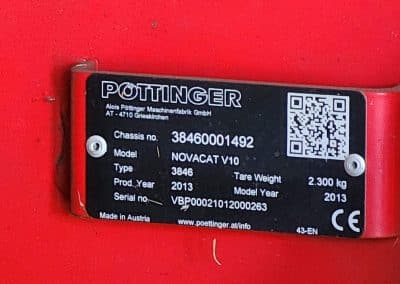 PÖTTINGER
Alois Pöttinger Maschinenfabrik GmbH
AT - 4710 Grieskirchen
Chassis no. 38460001492
Model NOVACAT V10
Type 3846 Tare Weight 2.300 kg
Prod. Year 2013 Model Year 2013
Serial no. VBP00021012000263
Made in Austria www.poettinger.at/info 43-EN CE